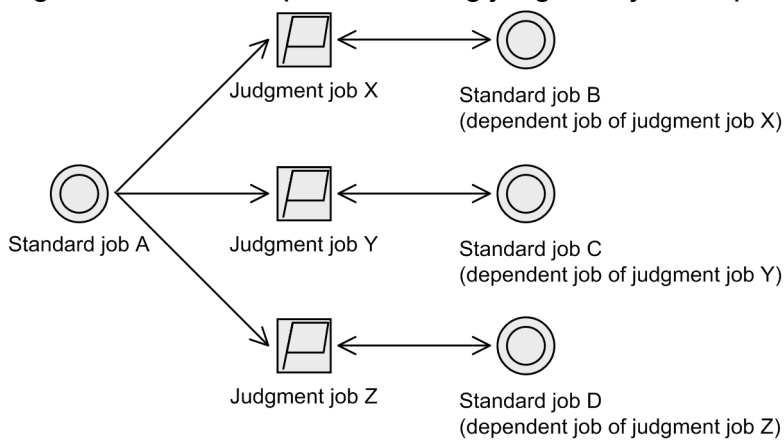 Judgment job X
Standard job B
(dependent job of judgment job X)
Standard job A
Judgment job Y
Standard job C
(dependent job of judgment job Y)
Judgment job Z
Standard job D
(dependent job of judgment job Z)